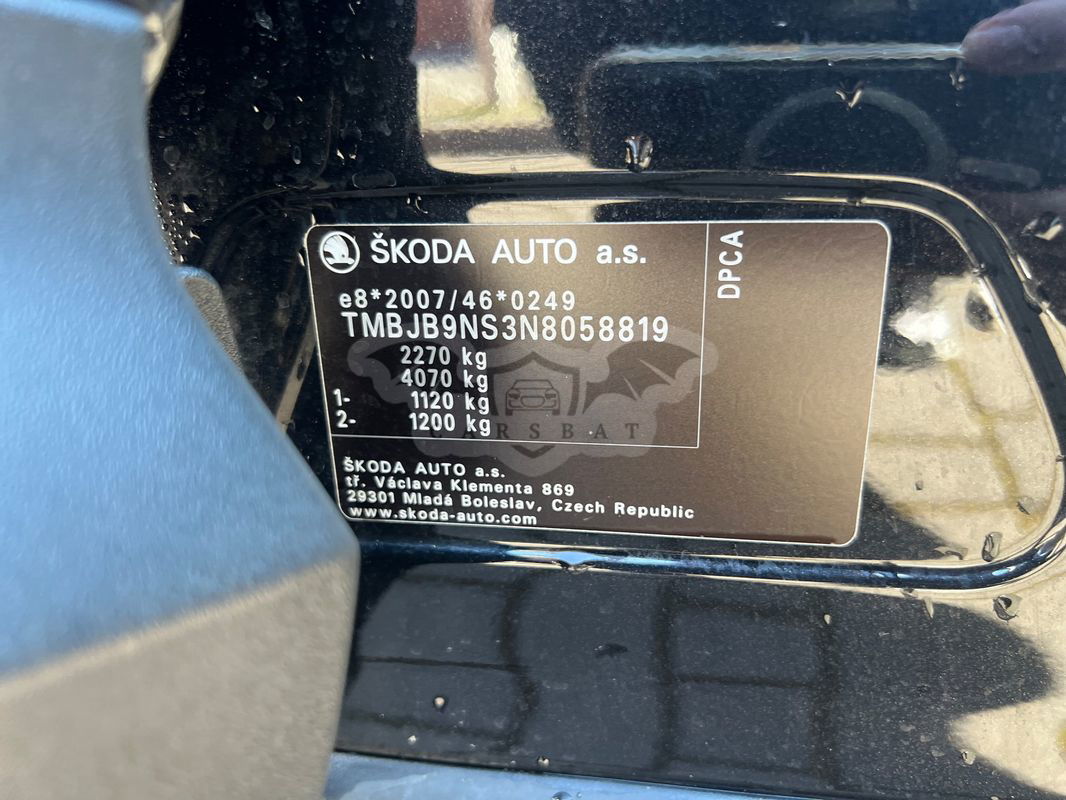 ŠKODA AUTO a.s.
DPCA
e8*2007/46*0249
TMBJB9NS3N8058819
2270 kg
4070 kg
1- 1120 kg
2- 1200 kg
CARSBAT
ŠKODA AUTO a.s.
tř. Václava Klementa 869
29301 Mladá Boleslav, Czech Republic
www.skoda-auto.com